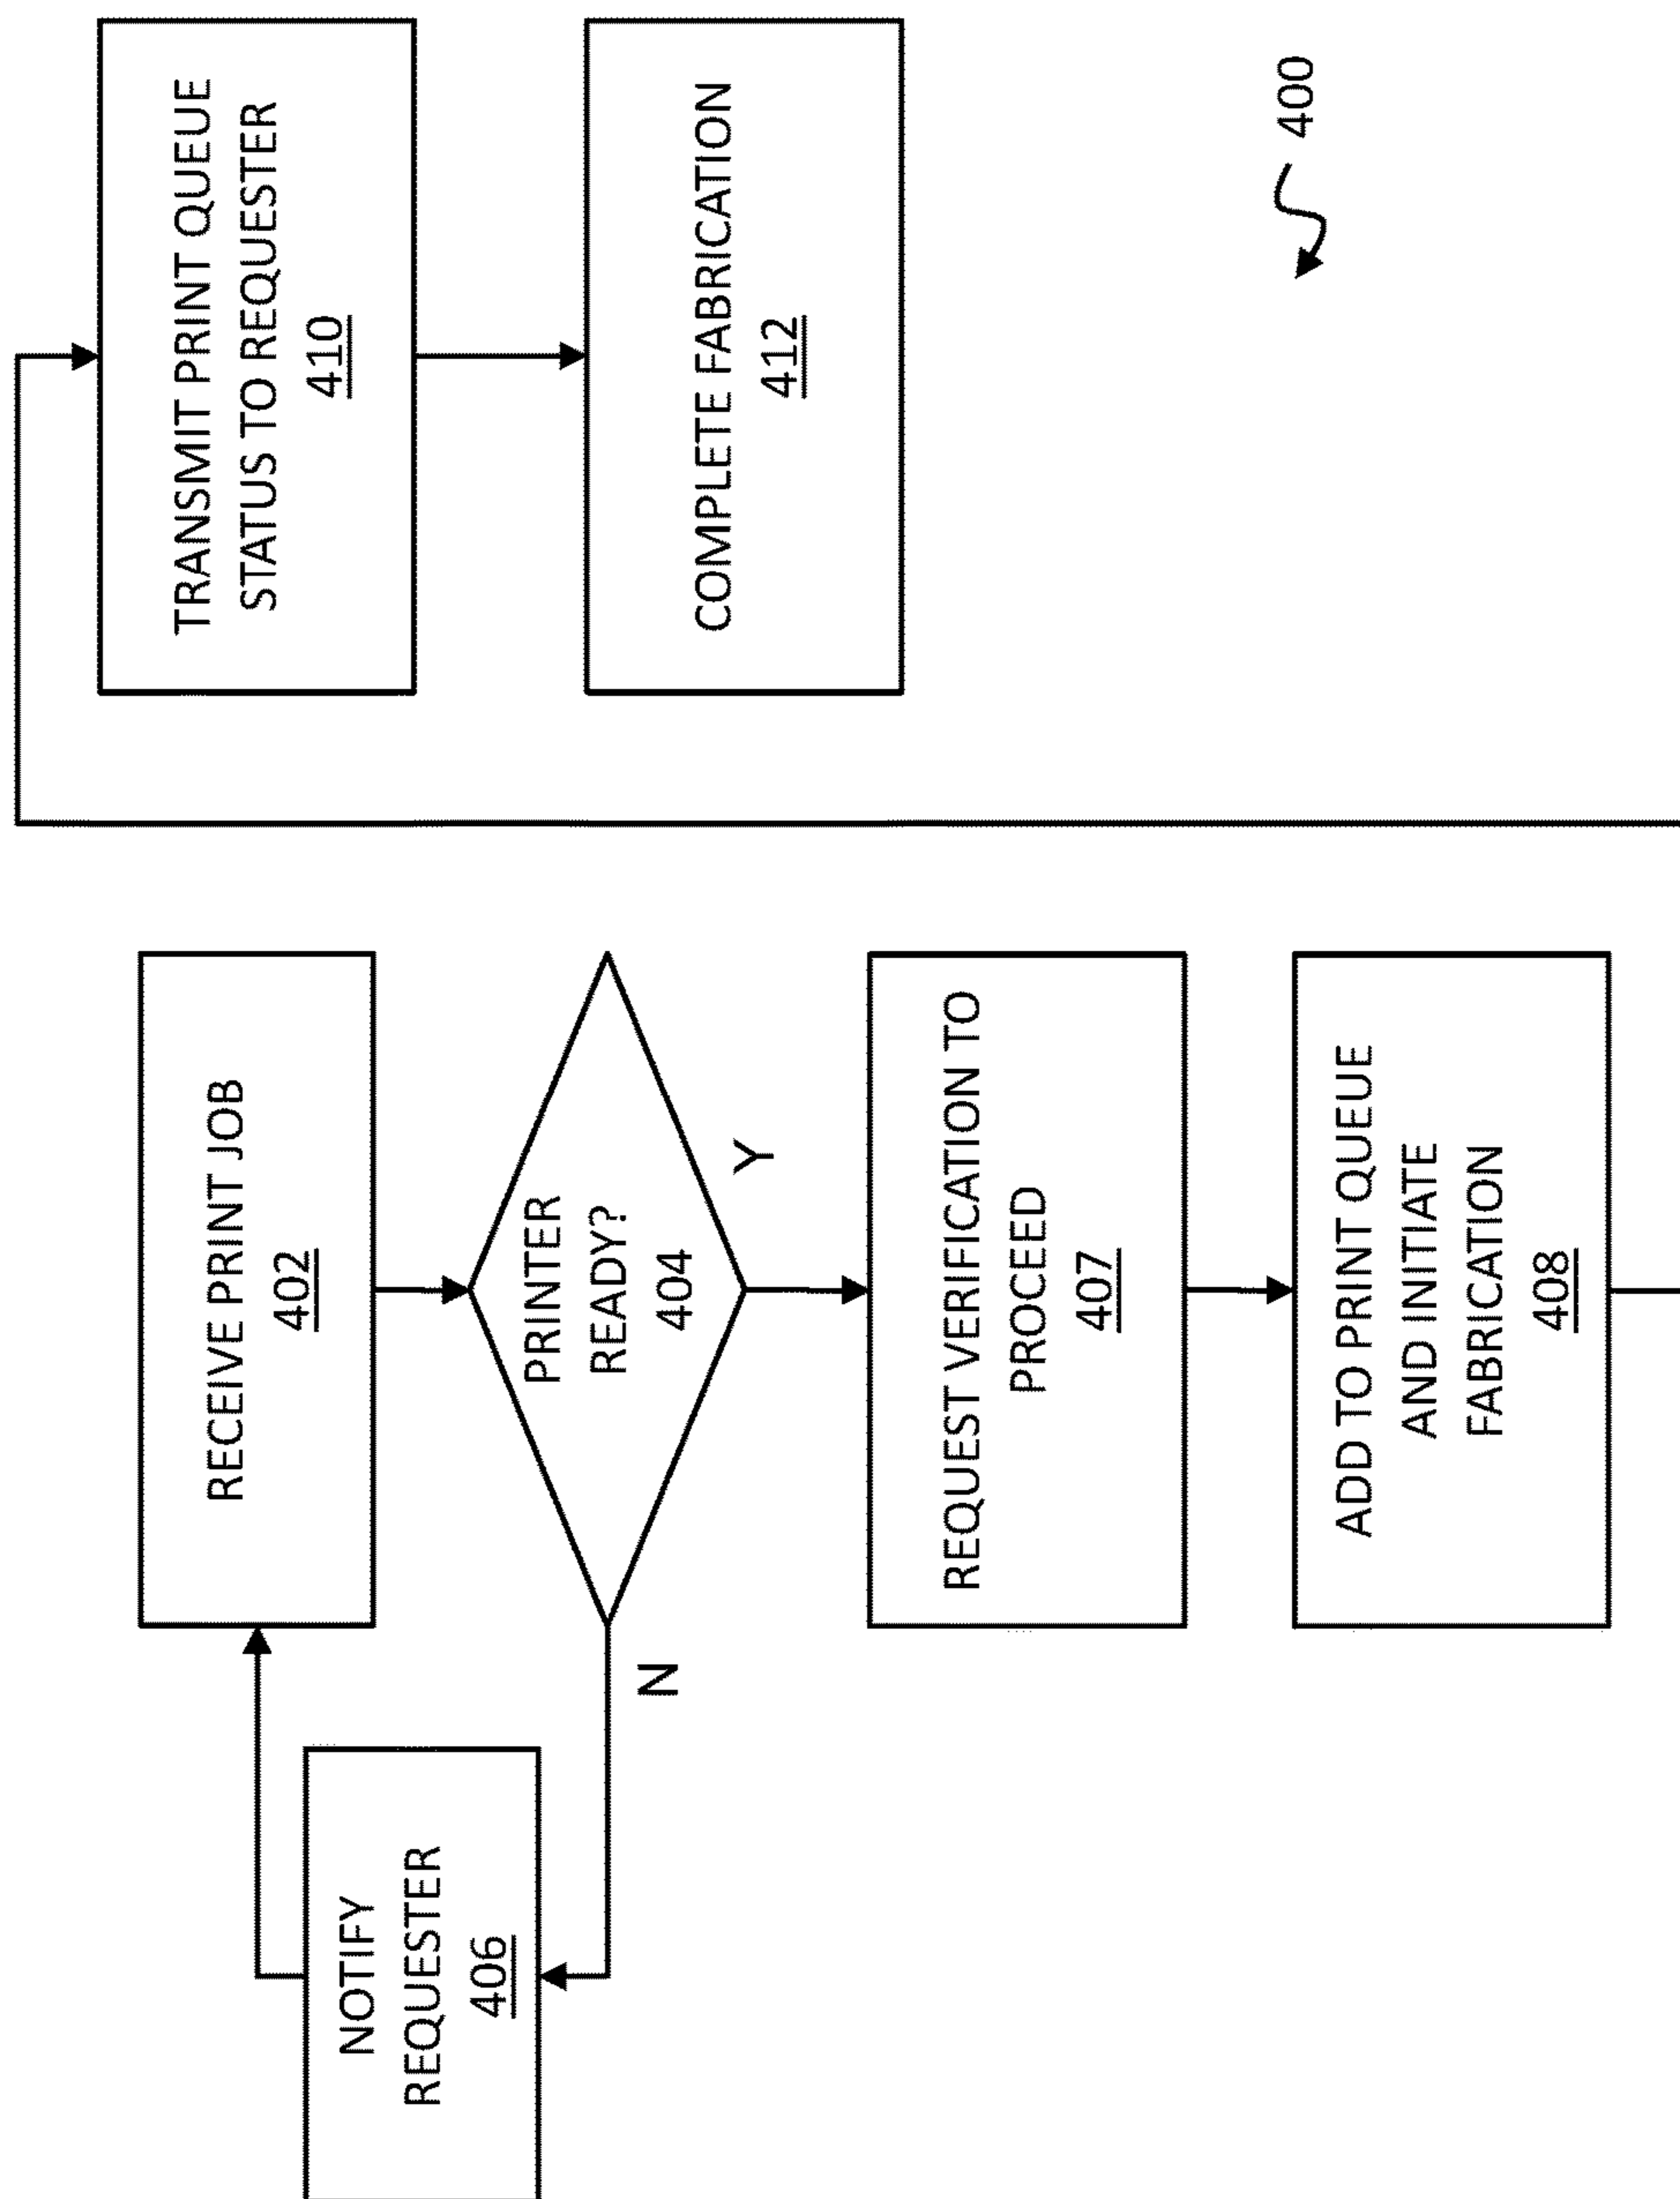 RECEIVE PRINT JOB
402
PRINTER
READY?
404
N
Y
NOTIFY
REQUESTER
406
REQUEST VERIFICATION TO
PROCEED
407
ADD TO PRINT QUEUE
AND INITIATE
FABRICATION
408
TRANSMIT PRINT QUEUE
STATUS TO REQUESTER
410
COMPLETE FABRICATION
412
400